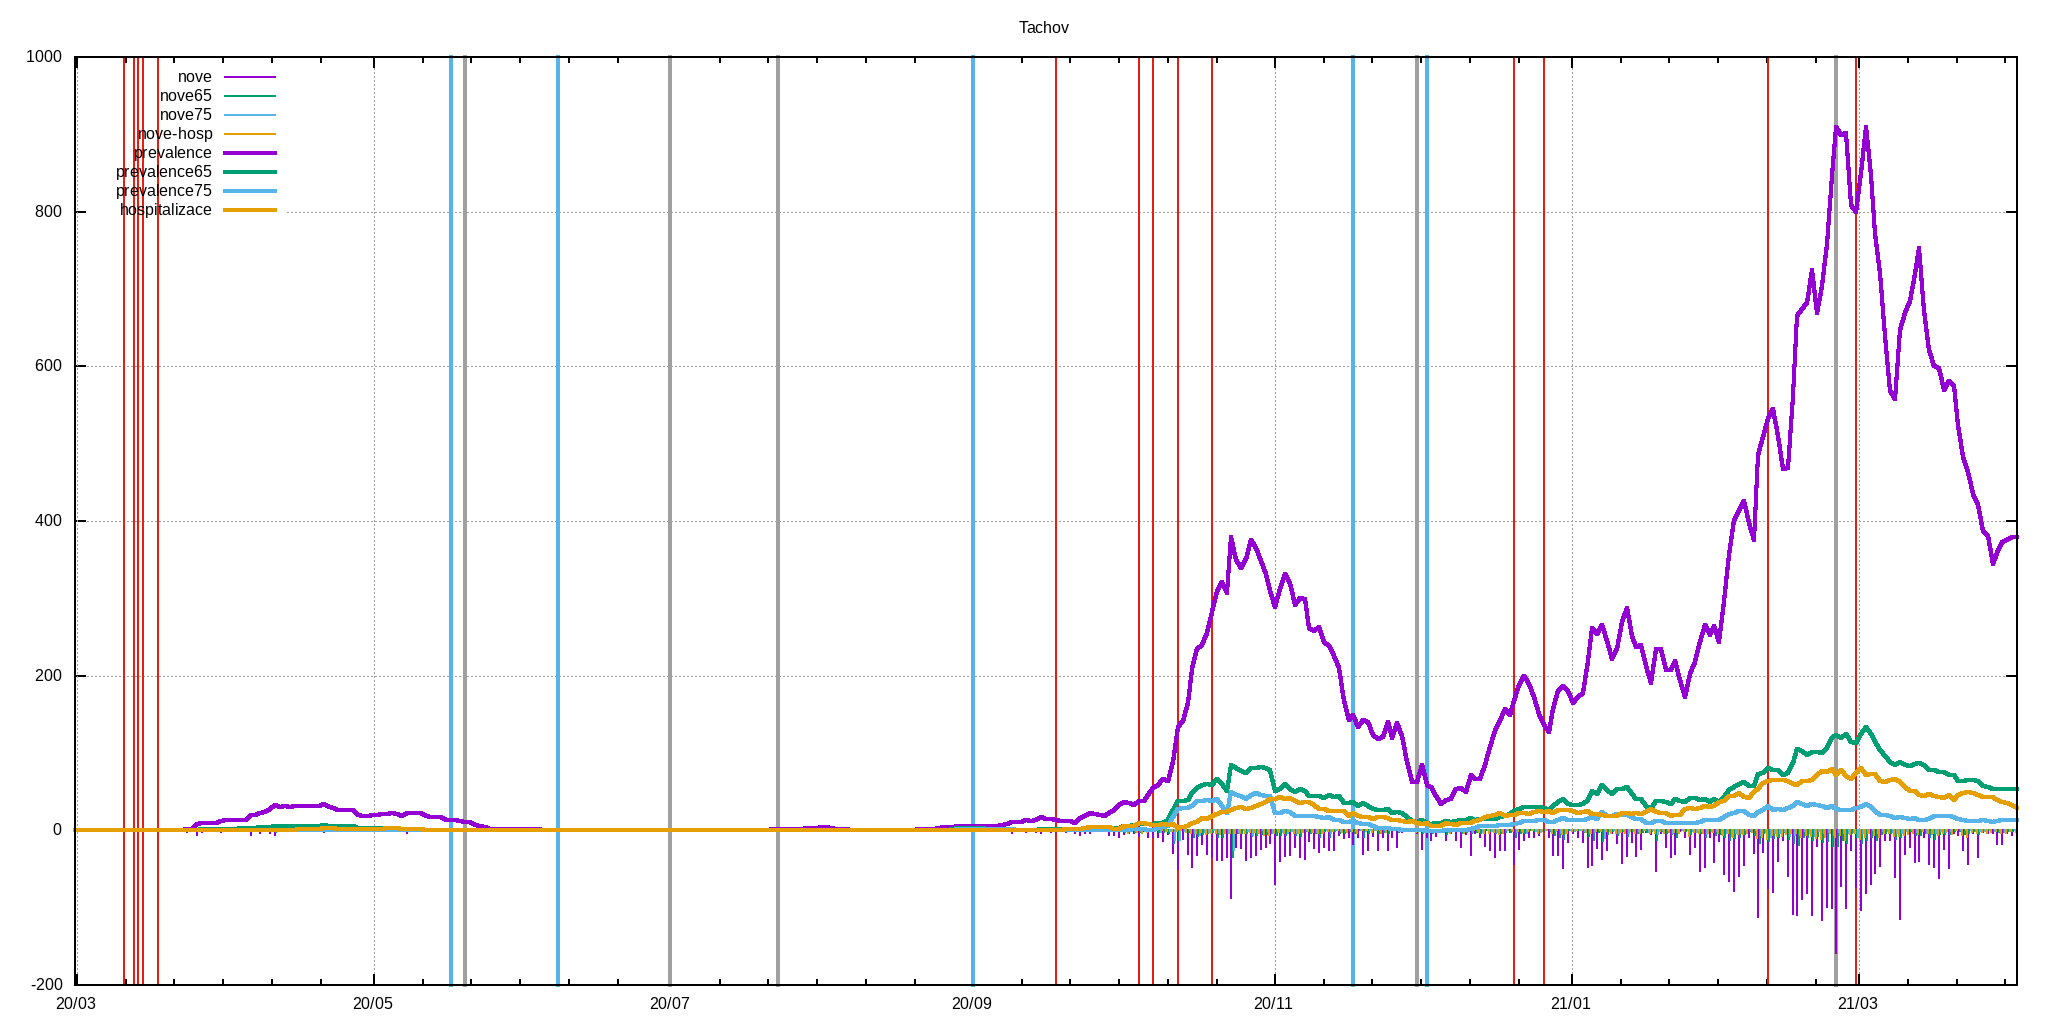 Tachov
1000
800
600
400
200
0
-200
nove
nove65
nove75
nove-hosp
prevalence
prevalence65
prevalence75
hospitalizace
20/03 20/05 20/07 20/09 20/11 21/01 21/03